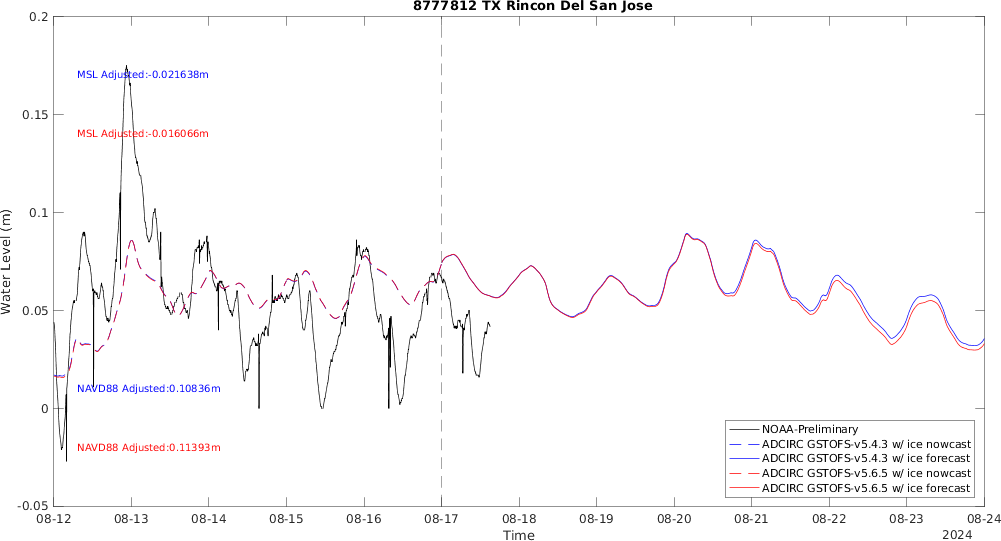 8777812 TX Rincon Del San Jose
0.2
MSL Adjusted:-0.021638m
0.15
MSL Adjusted:-0.016066m
0.1
Water Level (m)
0.05
NAVD88 Adjusted:0.10836m
0
NAVD88 Adjusted:0.11393m
NOAA-Preliminary
ADCIRC GSTOFS-v5.4.3 w/ ice nowcast
ADCIRC GSTOFS-v5.4.3 w/ ice forecast
ADCIRC GSTOFS-v5.6.5 w/ ice nowcast
ADCIRC GSTOFS-v5.6.5 w/ ice forecast
-0.05
08-12 08-13 08-14 08-15 08-16 08-17 08-18 08-19 08-20 08-21 08-22 08-23 08-24
Time
2024